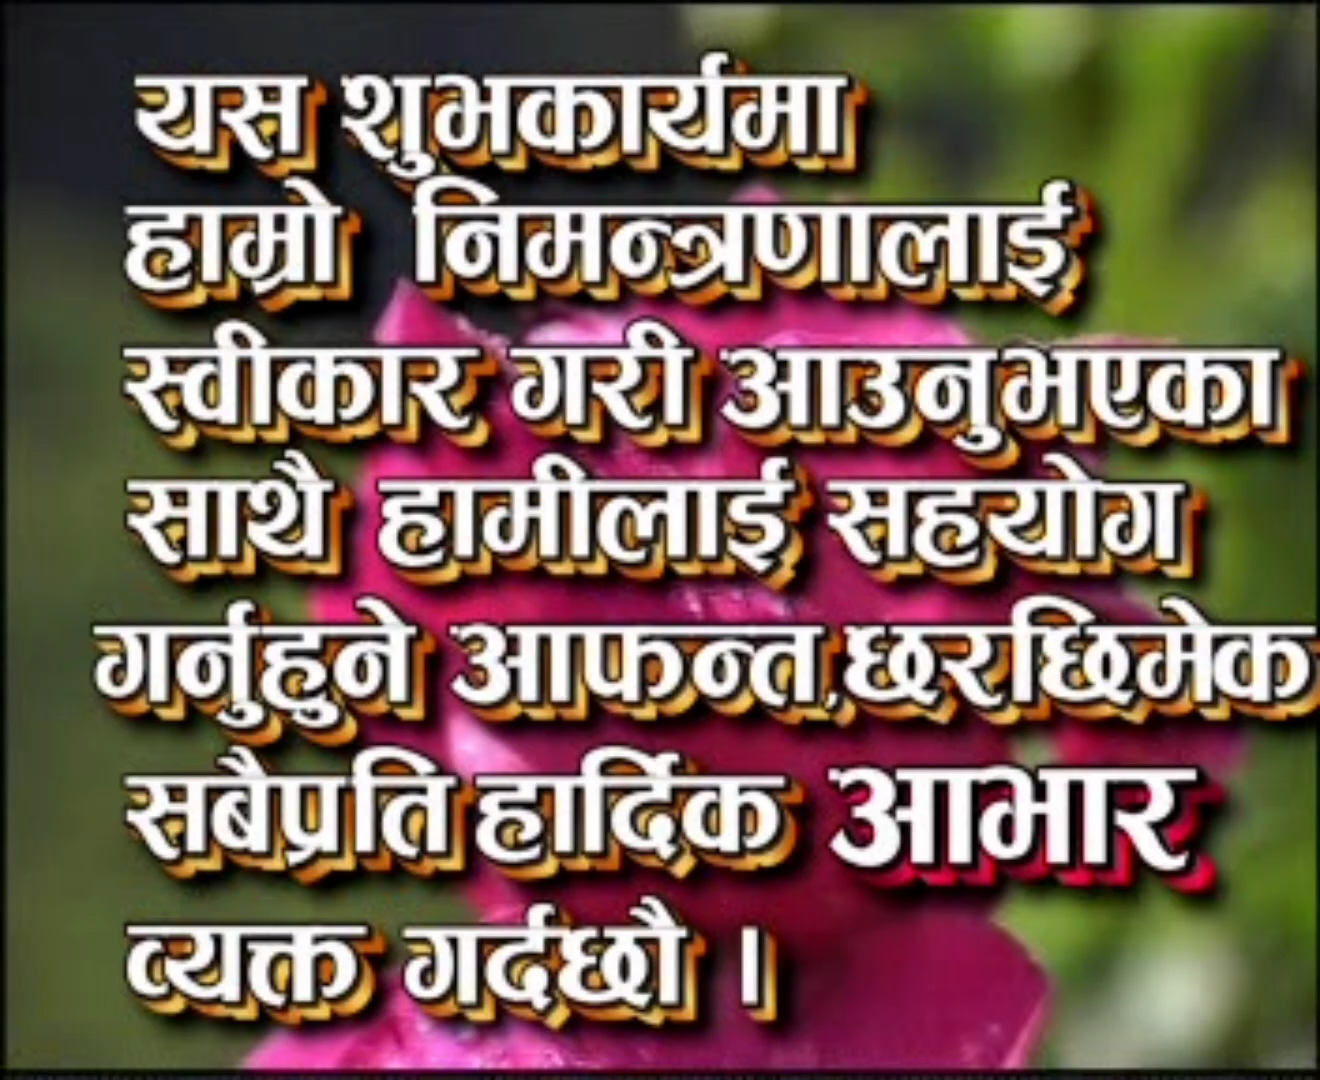 यस शुभकार्यमा
हाम्रो निमन्त्रणालाई
स्वीकार गरी आउनुभएका
साथै हामीलाई सहयोग
गर्नुहुने आफन्त,छरछिमेक
सबैप्रति हार्दिक आभार
व्यक्त गर्दछौ ।